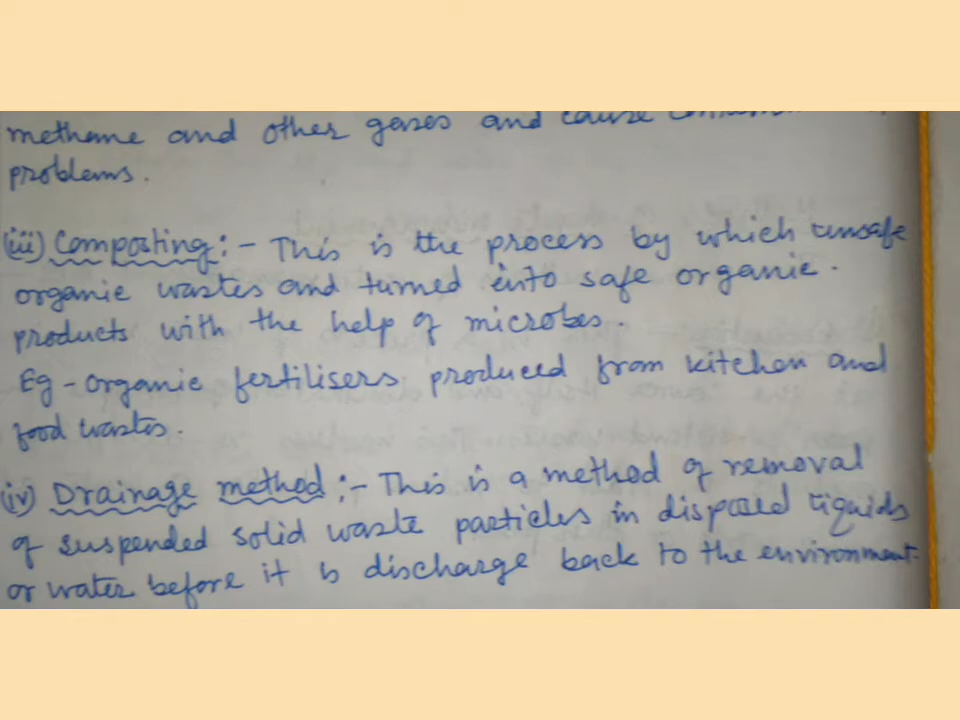 methane and other gases and cause
problems.
(iii) Composting:- This is the process by which unsafe
organic wastes and turned into safe organic.
products with the help of microbes.
Eg - organic fertilisers produced from kitchen and
food wastes.
(iv) Drainage method :- This is a method of removal
of suspended solid waste particles in disposed liquids
or water before it is discharge back to the environment.